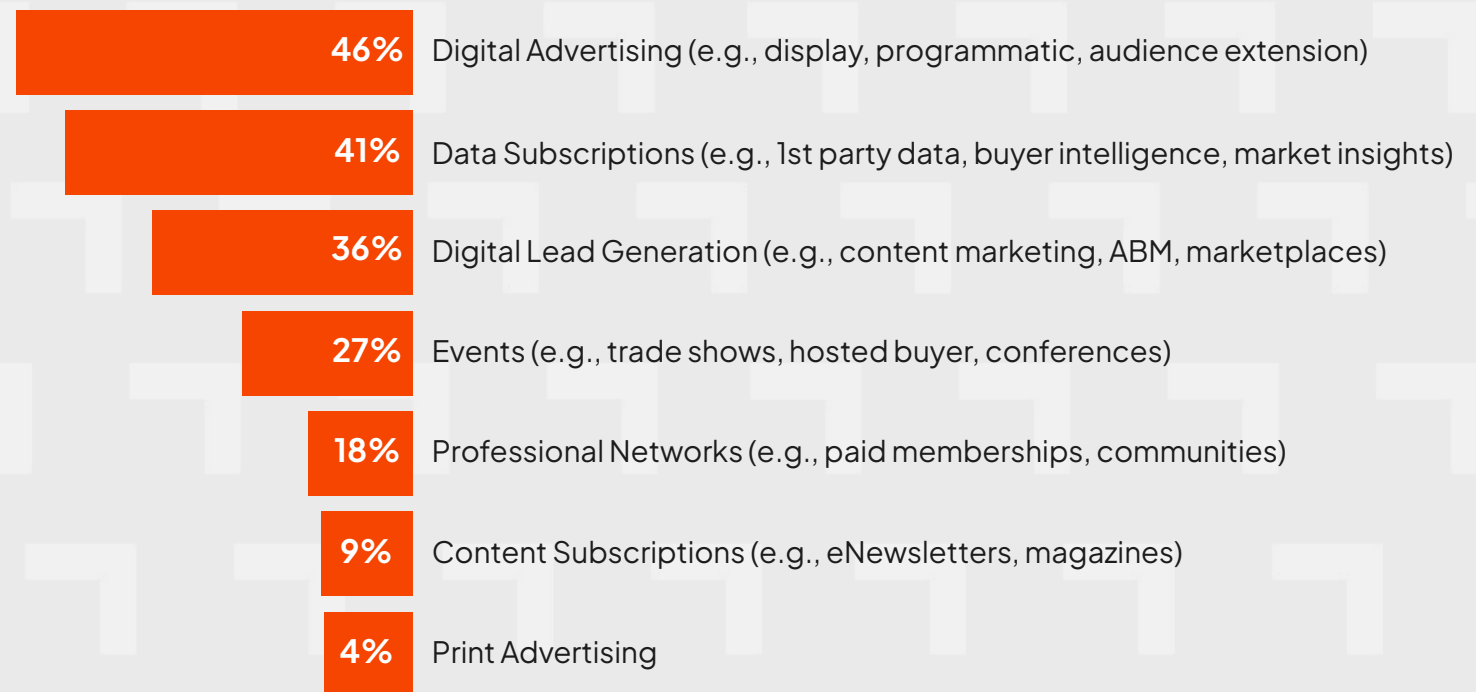 46% Digital Advertising (e.g., display, programmatic, audience extension)
41% Data Subscriptions (e.g., 1st party data, buyer intelligence, market insights)
36% Digital Lead Generation (e.g., content marketing, ABM, marketplaces)
27% Events (e.g., trade shows, hosted buyer, conferences)
18% Professional Networks (e.g., paid memberships, communities)
9% Content Subscriptions (e.g., eNewsletters, magazines)
4% Print Advertising